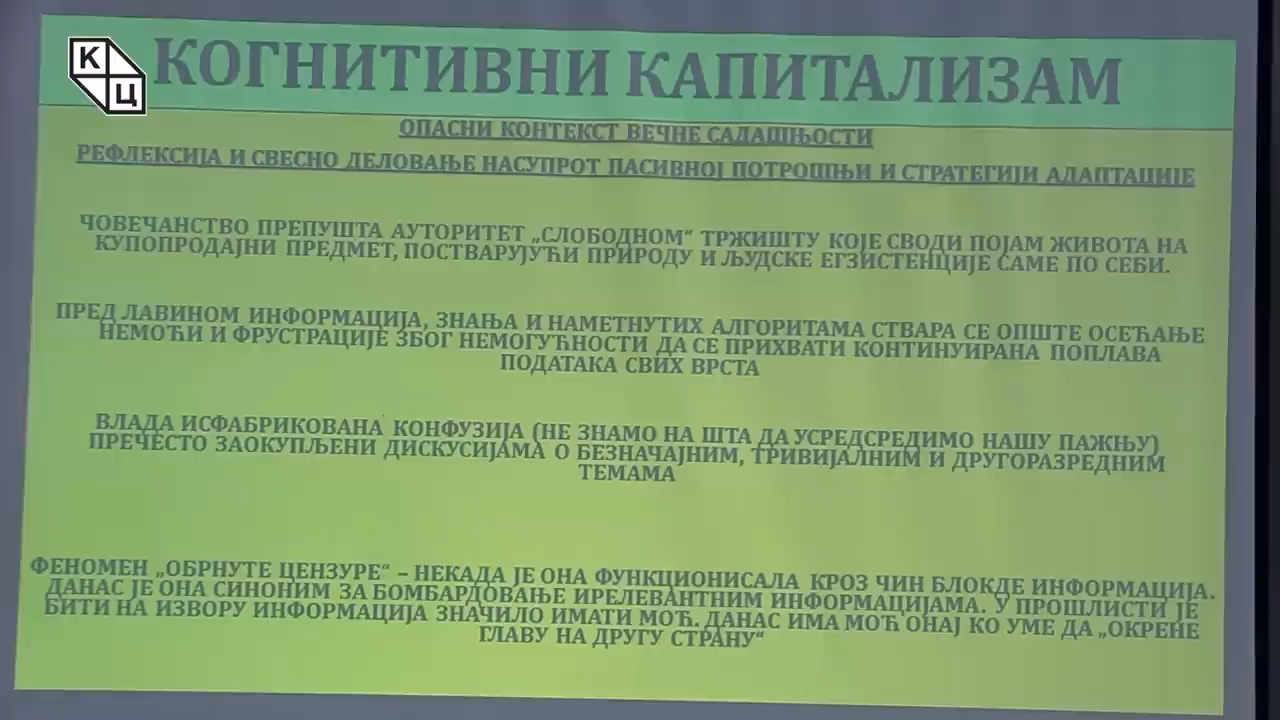 К
Ц
КОГНИТИВНИ КАПИТАЛИЗАМ
ОПАСНИ КОНТЕКСТ ВЕЧНЕ САДАШЊОСТИ
РЕФЛЕКСИЈА И СВЕСНО ДЕЛОВАЊЕ НАСУПРОТ ПАСИВНОЈ ПОТРОШЊИ И СТРАТЕГИЈИ АДАПТАЦИЈЕ
ЧОВЕЧАНСТВО ПРЕПУШТА АУТОРИТЕТ „СЛОБОДНОМ“ ТРЖИШТУ КОЈЕ СВОДИ ПОЈАМ ЖИВОТА НА
КУПОПРОДАЈНИ ПРЕДМЕТ, ПОСТВАРУЈУЋИ ПРИРОДУ И ЉУДСКЕ ЕГЗИСТЕНЦИЈЕ САМЕ ПО СЕБИ.
ПРЕД ЛАВИНОМ ИНФОРМАЦИЈА, ЗНАЊА И НАМЕТНУТИХ АЛГОРИТАМА СТВАРА СЕ ОПШТЕ ОСЕЋАЊЕ
НЕМОЋИ И ФРУСТРАЦИЈЕ ЗБОГ НЕМОГУЋНОСТИ ДА СЕ ПРИХВАТИ КОНТИНУИРАНА ПОПЛАВА
ПОДАТАКА СВИХ ВРСТА
ВЛАДА ИСФАБРИКОВАНА КОНФУЗИЈА (НЕ ЗНАМО НА ШТА ДА УСРЕДСРЕДИМО НАШУ ПАЖЊУ)
ПРЕЧЕСТО ЗАОКУПЉЕНИ ДИСКУСИЈАМА О БЕЗНАЧАЈНИМ, ТРИВИЈАЛНИМ И ДРУГОРАЗРЕДНИМ
ТЕМАМА
ФЕНОМЕН „ОБРНУТЕ ЦЕНЗУРЕ“ – НЕКАДА ЈЕ ОНА ФУНКЦИОНИСАЛА КРОЗ ЧИН БЛОКДЕ ИНФОРМАЦИЈА.
ДАНАС ЈЕ ОНА СИНОНИМ ЗА БОМБАРДОВАЊЕ ИРЕЛЕВАНТНИМ ИНФОРМАЦИЈАМА. У ПРОШЛИСТИ ЈЕ
БИТИ НА ИЗВОРУ ИНФОРМАЦИЈА ЗНАЧИЛО ИМАТИ МОЋ. ДАНАС ИМА МОЋ ОНАЈ КО УМЕ ДА „ОКРЕНЕ
ГЛАВУ НА ДРУГУ СТРАНУ“